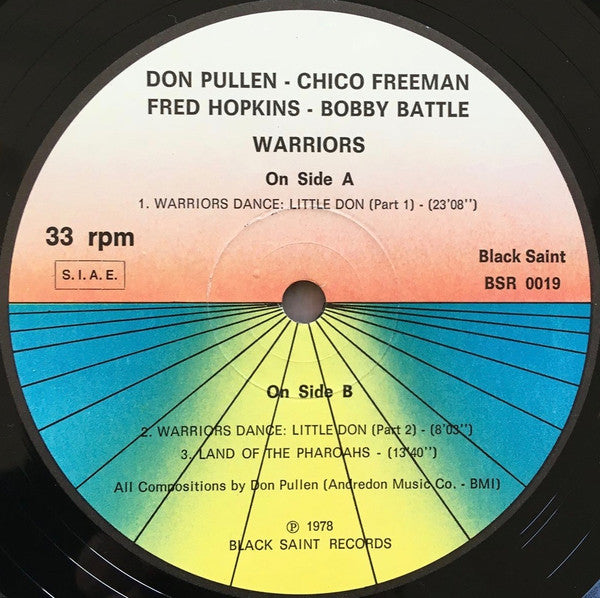 DON PULLEN - CHICO FREEMAN
FRED HOPKINS - BOBBY BATTLE
WARRIORS
On Side A
1. WARRIORS DANCE: LITTLE DON (Part 1) - (23'08'')
33 rpm
S. I. A. E.
Black Saint
BSR 0019
On Side B
2. WARRIORS DANCE: LITTLE DON (Part 2) - (8'03'')
3. LAND OF THE PHAROAHS - (13'40'')
All Compositions by Don Pullen (Andredon Music Co. - BMI)
℗ 1978
BLACK SAINT RECORDS